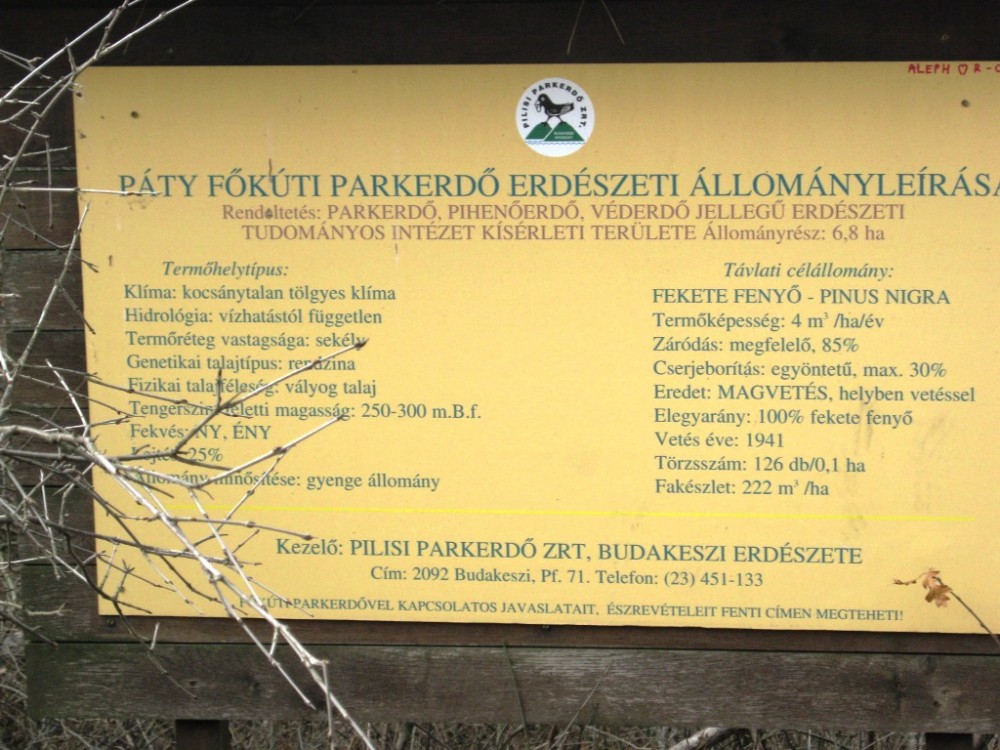 ALEPH ♡ R-
PILISI PARKERDŐ ZRT.
PÁTY FŐKÚTI PARKERDŐ ERDÉSZETI ÁLLOMÁNYLEÍRÁSA
Rendeltetés: PARKERDŐ, PIHENŐERDŐ, VÉDERDŐ JELLEGŰ ERDÉSZETI
TUDOMÁNYOS INTÉZET KÍSÉRLETI TERÜLETE Állományrész: 6,8 ha
Termőhelytípus:
Klíma: kocsánytalan tölgyes klíma
Hidrológia: vízhatástól független
Termőréteg vastagsága: sekély
Genetikai talajtípus: rendzina
Fizikai talajféleség: vályog talaj
Tengerszint feletti magasság: 250-300 m.B.f.
Fekvés: NY, ÉNY
Lejtés: 25%
Állomány minősítése: gyenge állomány
Távlati célállomány:
FEKETE FENYŐ - PINUS NIGRA
Termőképesség: 4 m³ /ha/év
Záródás: megfelelő, 85%
Cserjeborítás: egyöntetű, max. 30%
Eredet: MAGVETÉS, helyben vetéssel
Elegyarány: 100% fekete fenyő
Vetés éve: 1941
Törzsszám: 126 db/0,1 ha
Fakészlet: 222 m³ /ha
Kezelő: PILISI PARKERDŐ ZRT, BUDAKESZI ERDÉSZETE
Cím: 2092 Budakeszi, Pf. 71. Telefon: (23) 451-133
FŐKÚTI PARKERDŐVEL KAPCSOLATOS JAVASLATAIT, ÉSZREVÉTELEIT FENTI CÍMEN MEGTEHETI!